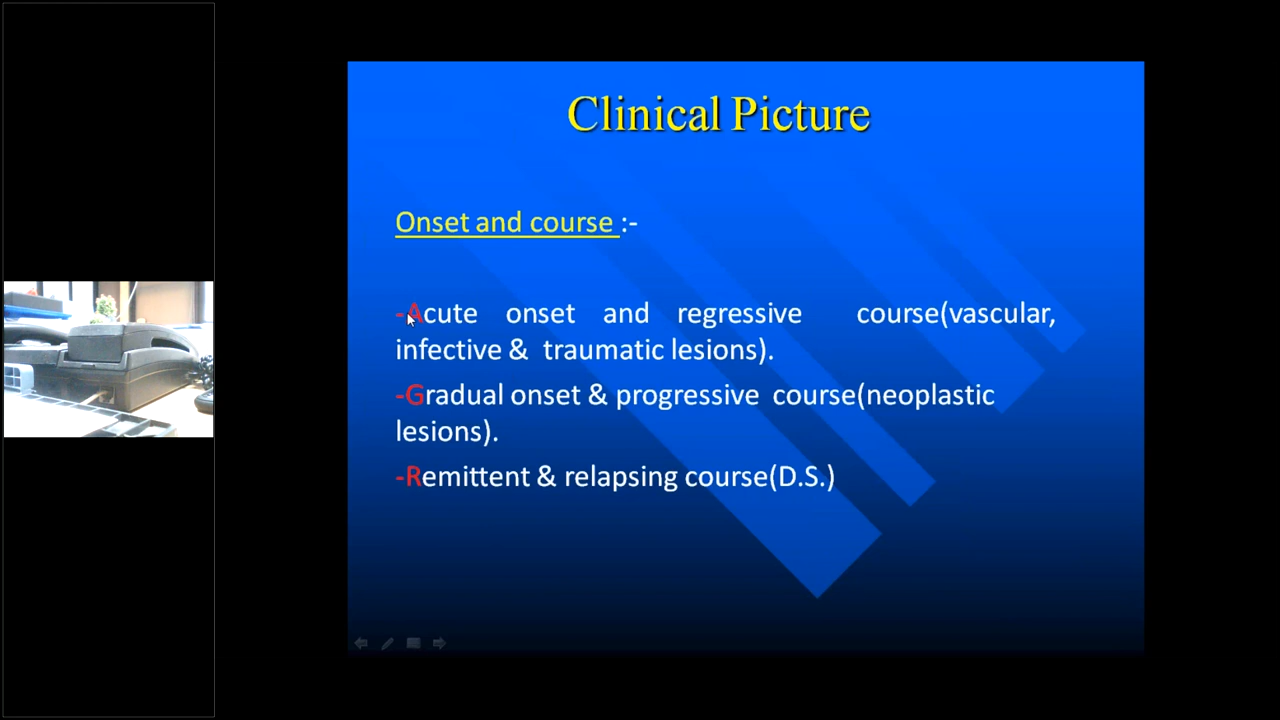 Clinical Picture
Onset and course :-
-Acute onset and regressive course(vascular,
infective & traumatic lesions).
-Gradual onset & progressive course(neoplastic
lesions).
-Remittent & relapsing course(D.S.)